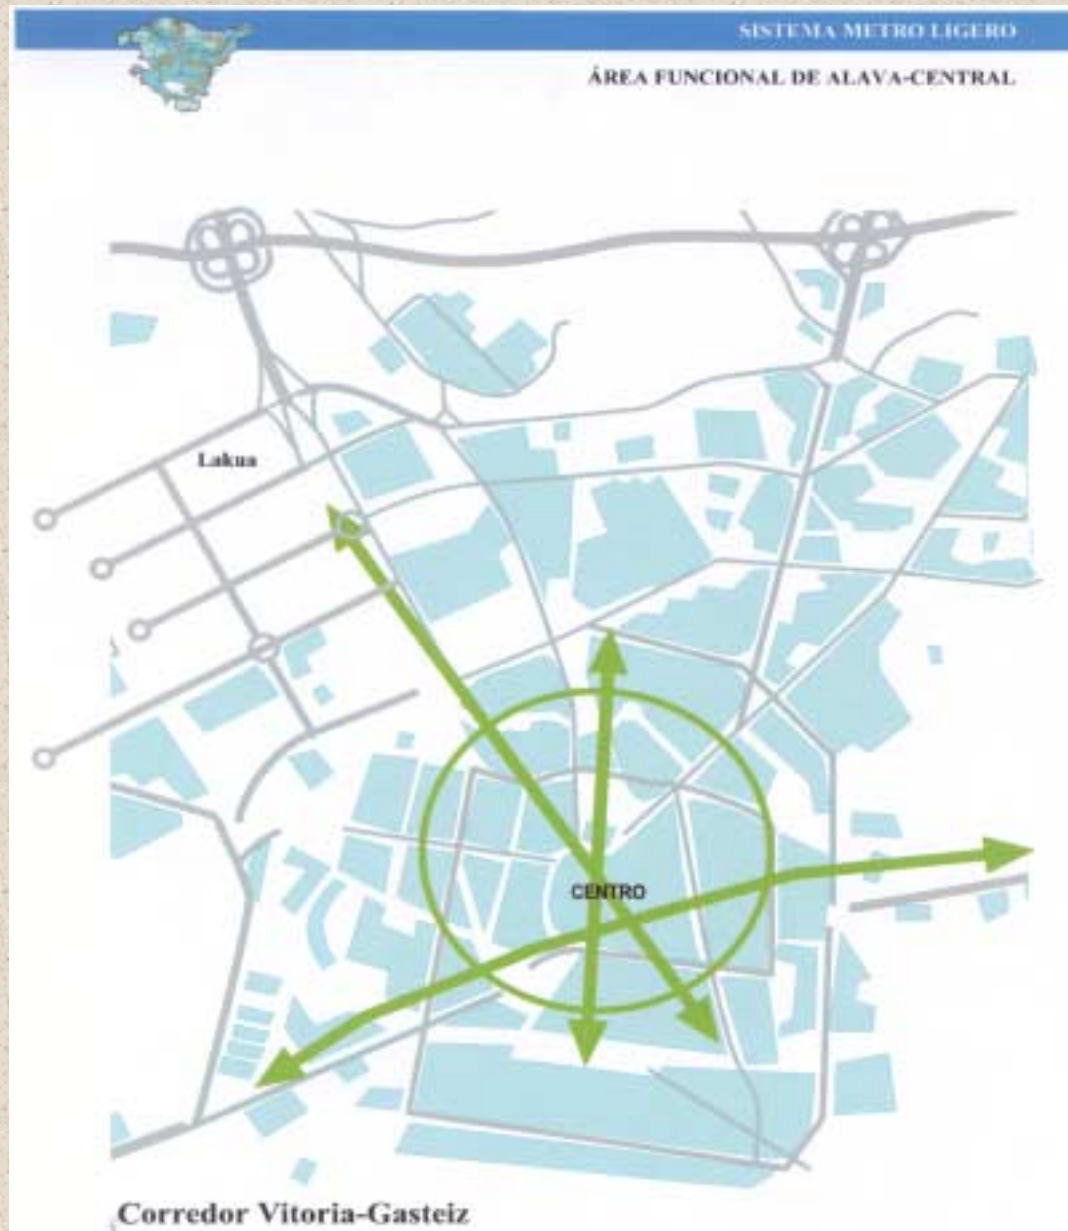 SISTEMA METRO LIGERO
ÁREA FUNCIONAL DE ALAVA-CENTRAL
Lakua
CENTRO
Corredor Vitoria-Gasteiz